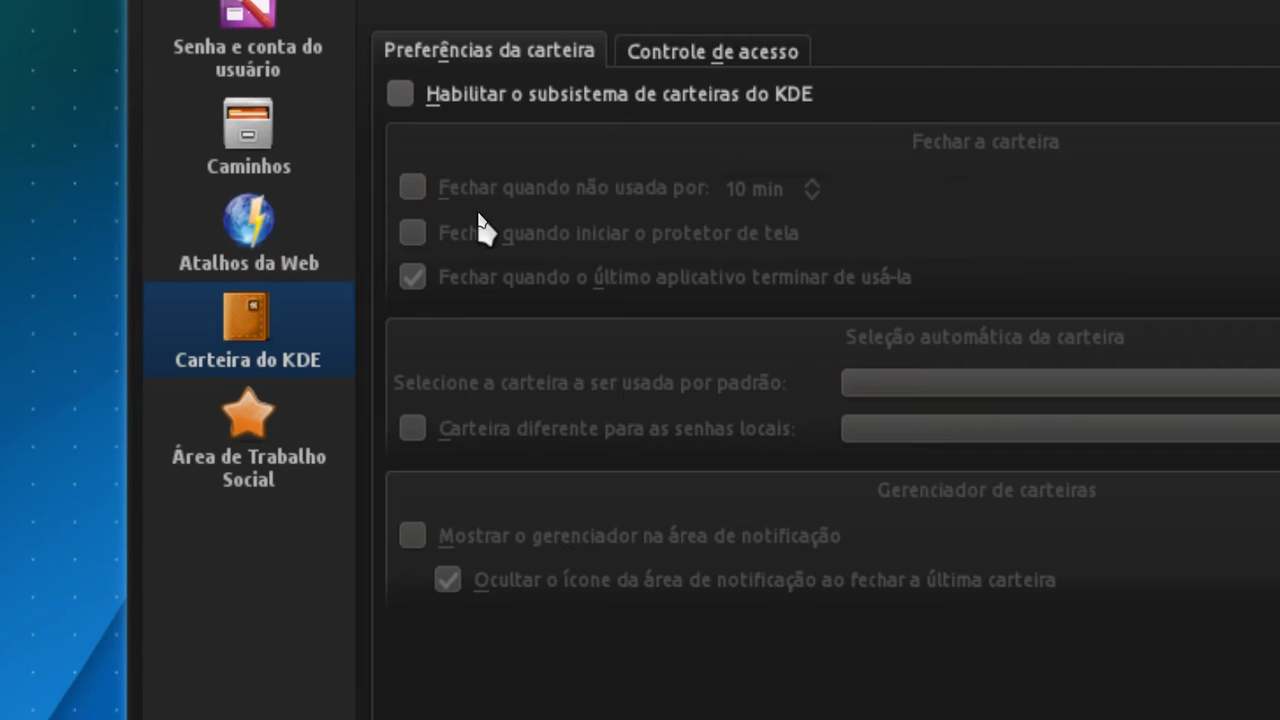 Senha e conta do
usuário
Caminhos
Atalhos da Web
Carteira do KDE
Área de Trabalho
Social
Preferências da carteira
Controle de acesso
Habilitar o subsistema de carteiras do KDE
Fechar a carteira
Fechar quando não usada por: 10 min
Fechar quando iniciar o protetor de tela
Fechar quando o último aplicativo terminar de usá-la
Seleção automática da carteira
Selecione a carteira a ser usada por padrão:
Carteira diferente para as senhas locais:
Gerenciador de carteiras
Mostrar o gerenciador na área de notificação
Ocultar o ícone da área de notificação ao fechar a última carteira